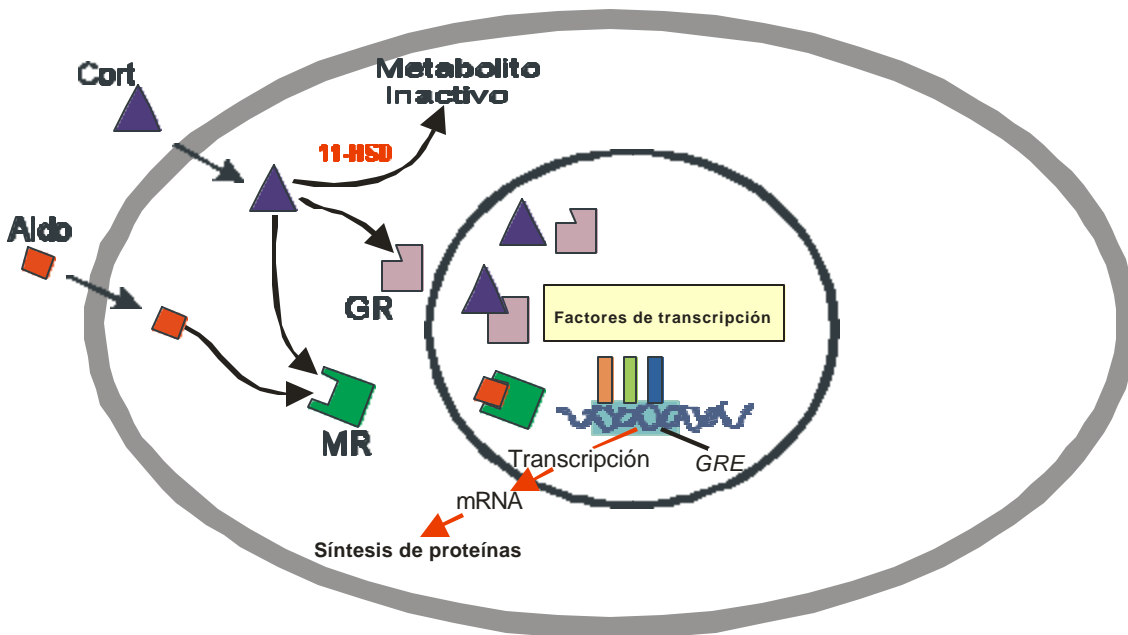 Cort
Metabolito
Inactivo
11-HSD
Aldo
GR
Factores de transcripción
MR
Transcripción
GRE
mRNA
Síntesis de proteínas